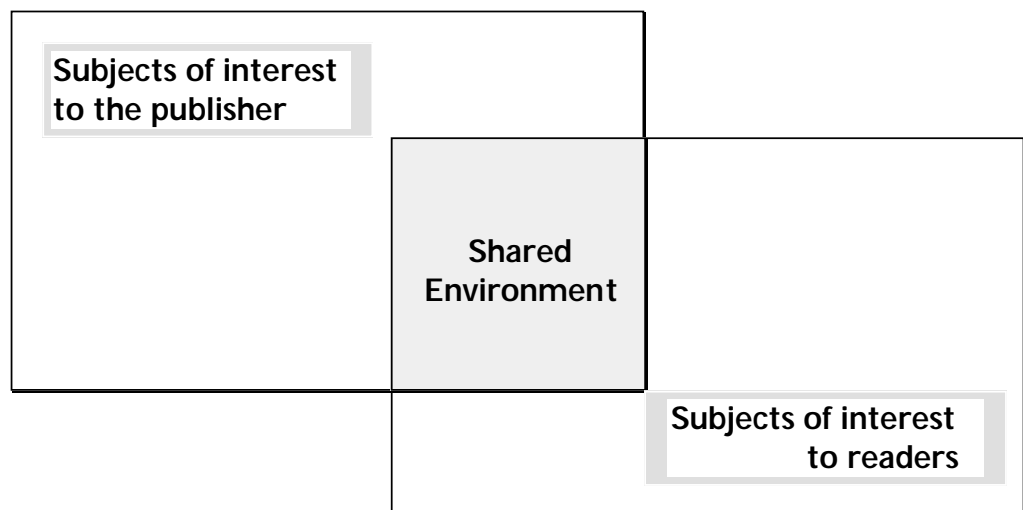 Subjects of interest
to the publisher
Shared
Environment
Subjects of interest
to readers